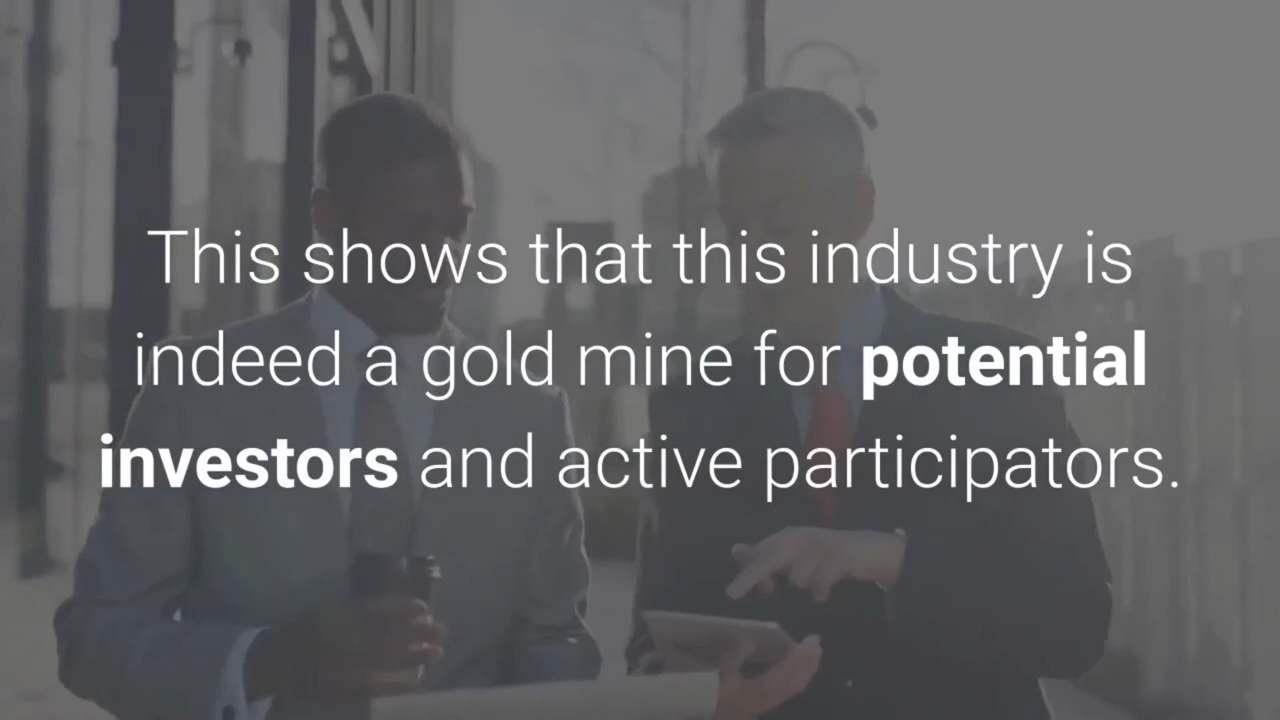 This shows that this industry is
indeed a gold mine for potential
investors and active participators.